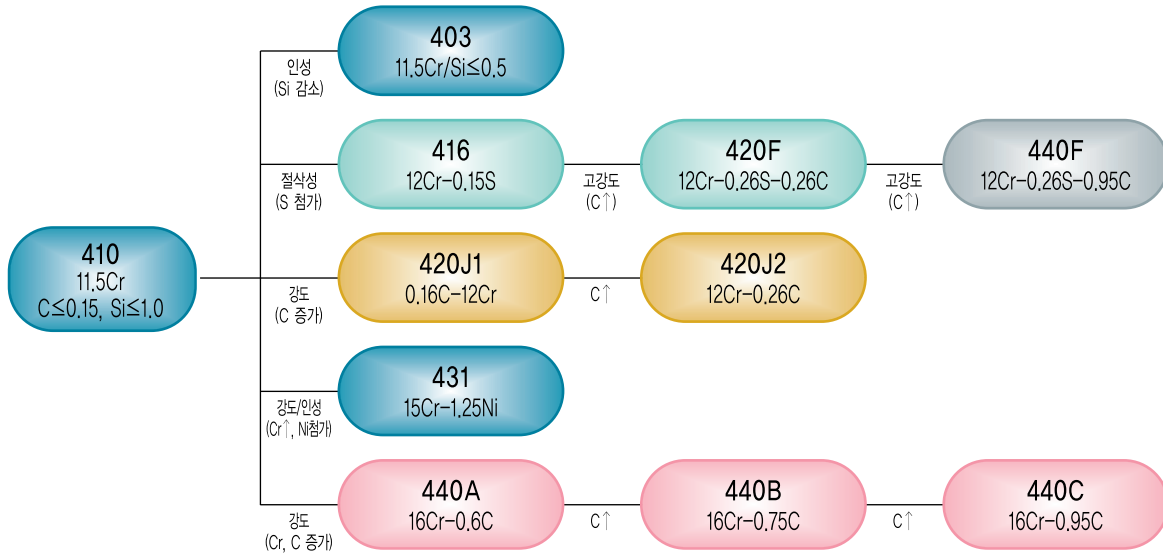 403
11.5Cr/Si≤0.5
인성
(Si 감소)
416
12Cr-0.15S
420F
12Cr-0.26S-0.26C
440F
12Cr-0.26S-0.95C
절삭성
(S 첨가)
고강도
(C↑)
고강도
(C↑)
410
11.5Cr
C≤0.15, Si≤1.0
420J1
0.16C-12Cr
420J2
12Cr-0.26C
강도
(C 증가)
C↑
431
15Cr-1.25Ni
강도/인성
(Cr↑, Ni첨가)
440A
16Cr-0.6C
440B
16Cr-0.75C
440C
16Cr-0.95C
강도
(Cr, C 증가)
C↑
C↑